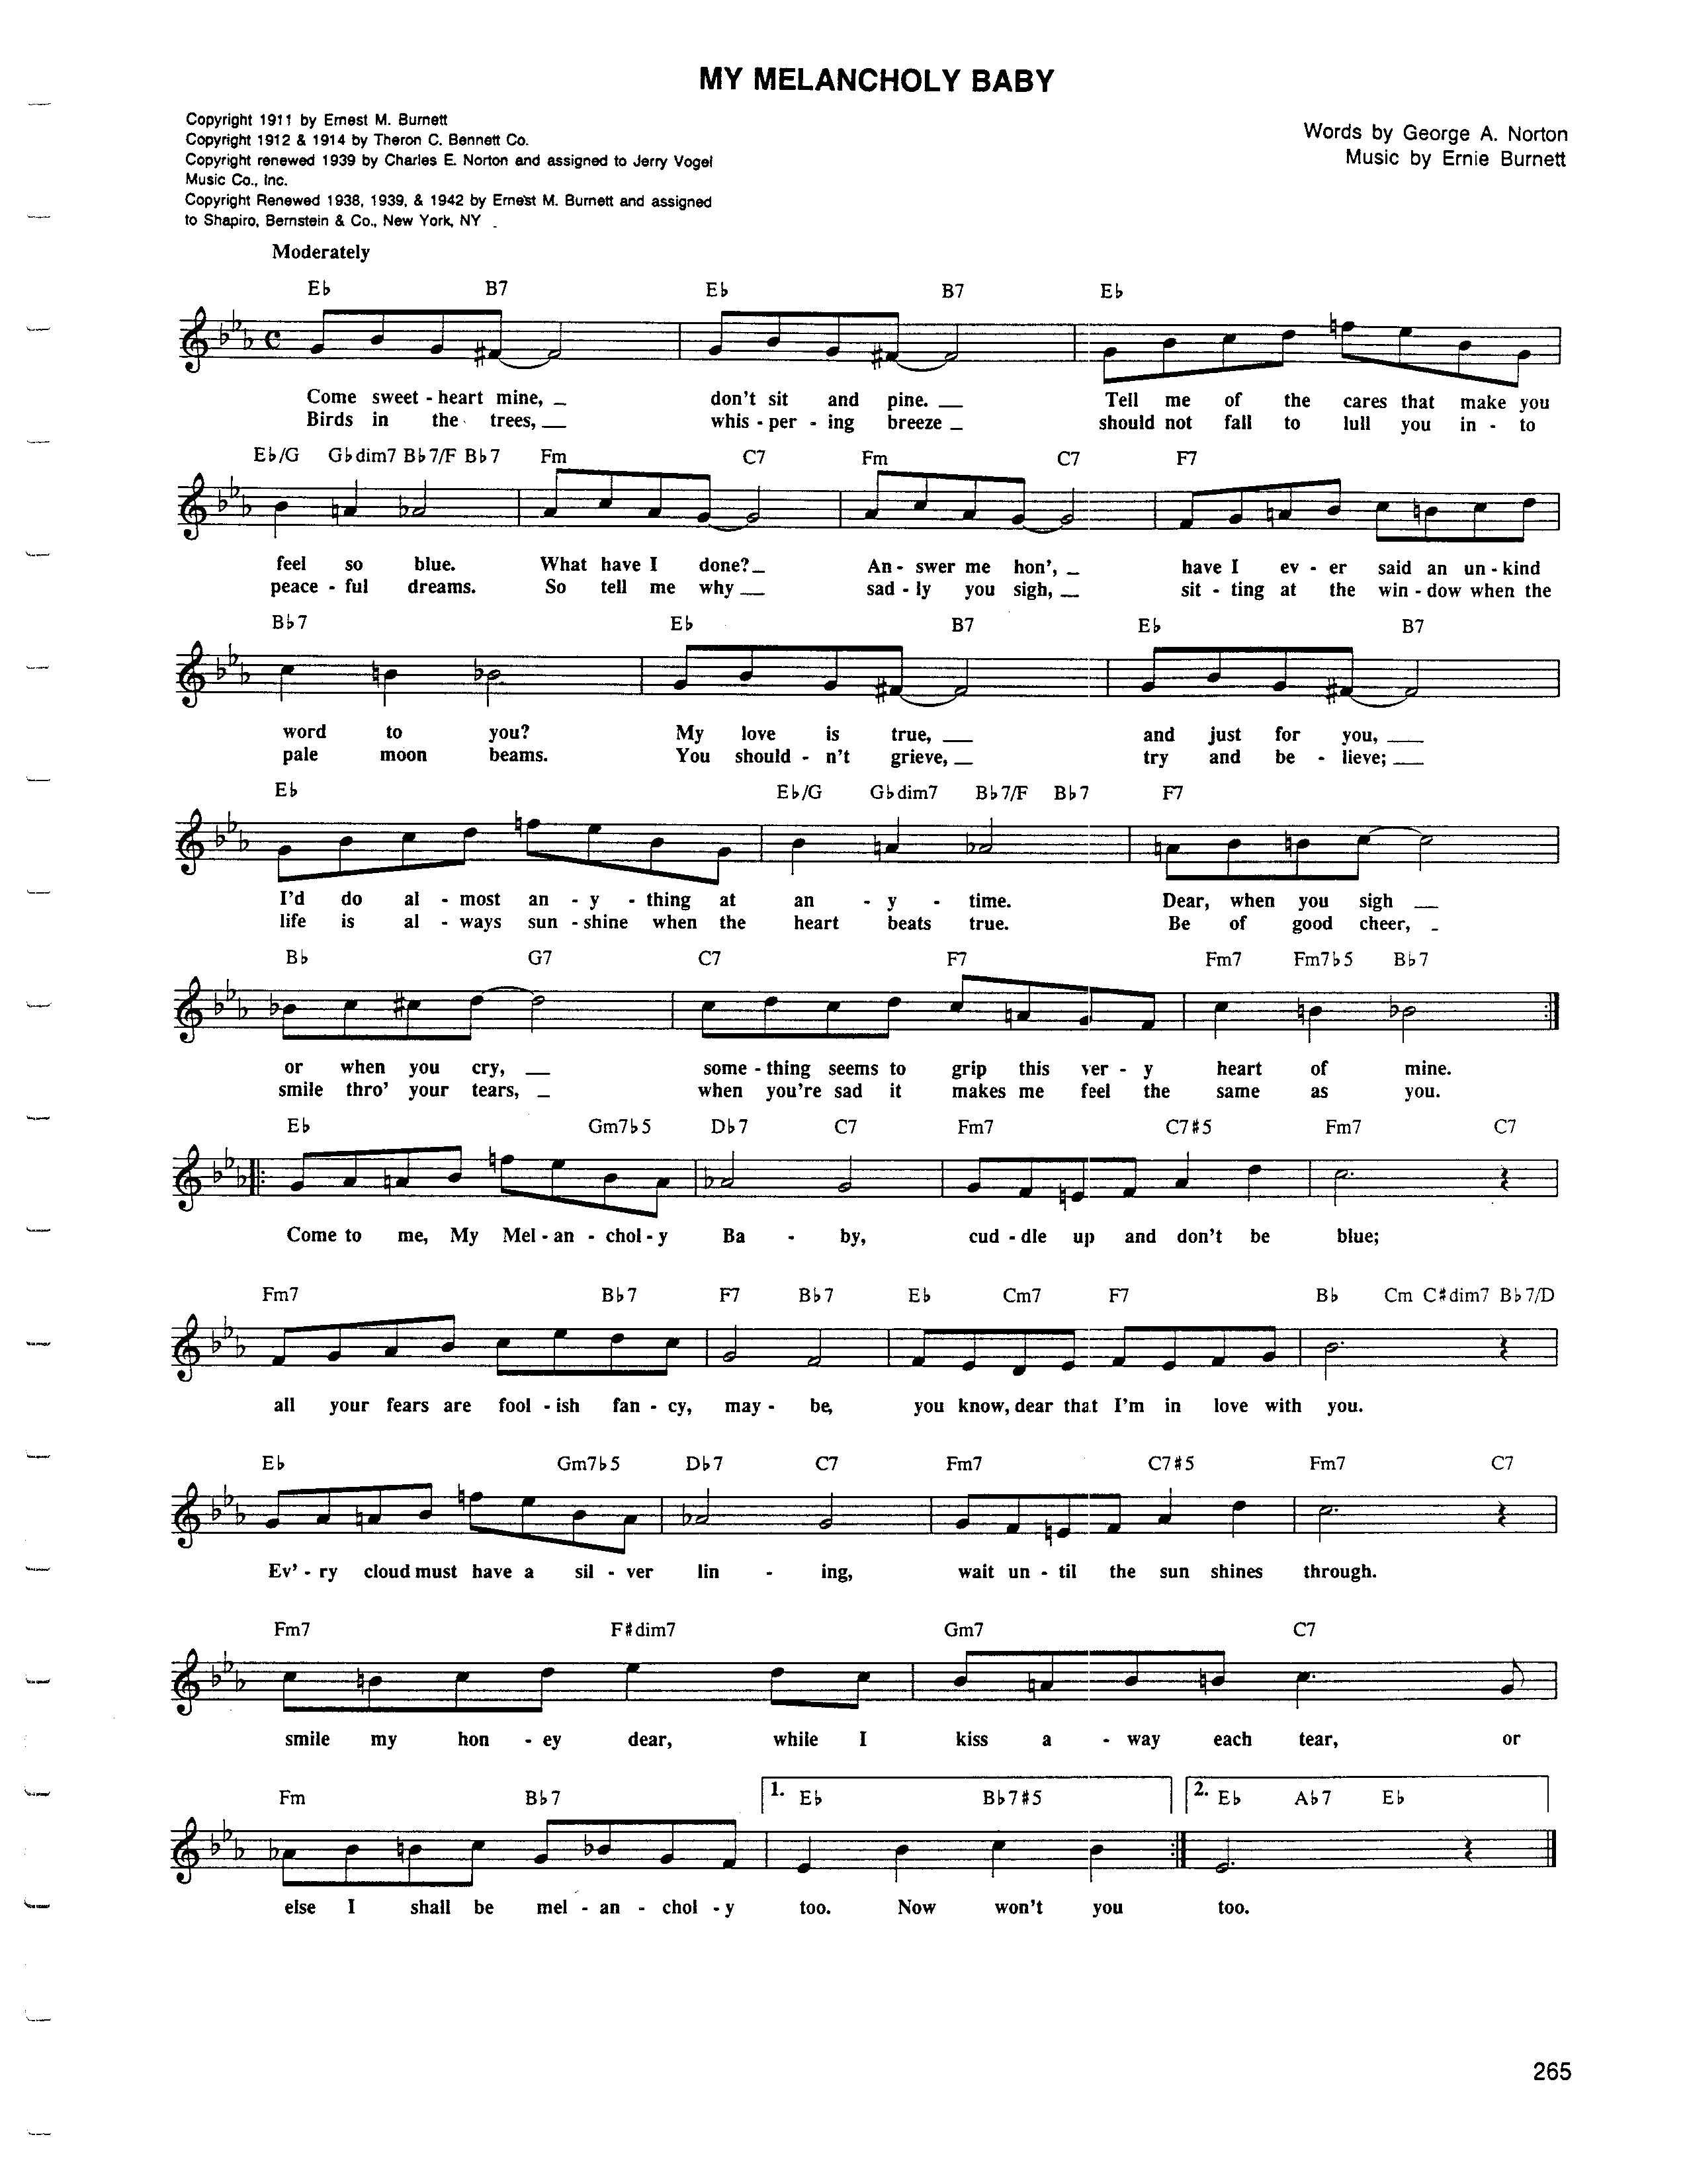 MY MELANCHOLY BABY
Copyright 1911 by Ernest M. Burnett
Copyright 1912 & 1914 by Theron C. Bennett Co.
Copyright renewed 1939 by Charles E. Norton and assigned to Jerry Vogel
Music Co., Inc.
Copyright Renewed 1938, 1939, & 1942 by Ernest M. Burnett and assigned
to Shapiro, Bernstein & Co., New York, NY
Words by George A. Norton
Music by Ernie Burnett
Moderately
E♭ B7 E♭ B7 E♭
Come sweet - heart mine, don't sit and pine. Tell me of the cares that make you
Birds in the trees, whis - per - ing breeze should not fall to lull you in - to
E♭/G G♭dim7 B♭7/F B♭7 Fm C7 Fm C7 F7
feel so blue. What have I done? An - swer me hon', have I ev - er said an un - kind
peace - ful dreams. So tell me why sad - ly you sigh, sit - ting at the win - dow when the
B♭7 E♭ B7 E♭ B7
word to you? My love is true, and just for you,
pale moon beams. You should - n't grieve, try and be - lieve;
E♭ E♭/G G♭dim7 B♭7/F B♭7 F7
I'd do al - most an - y - thing at an - y - time. Dear, when you sigh
life is al - ways sun - shine when the heart beats true. Be of good cheer,
B♭ G7 C7 F7 Fm7 Fm7♭5 B♭7
or when you cry, some - thing seems to grip this ver - y heart of mine.
smile thro' your tears, when you're sad it makes me feel the same as you.
E♭ Gm7♭5 D♭7 C7 Fm7 C7♯5 Fm7 C7
Come to me, My Mel - an - chol - y Ba - by, cud - dle up and don't be blue;
Fm7 B♭7 F7 B♭7 E♭ Cm7 F7 B♭ Cm C♯dim7 B♭7/D
all your fears are fool - ish fan - cy, may - be, you know, dear that I'm in love with you.
E♭ Gm7♭5 D♭7 C7 Fm7 C7♯5 Fm7 C7
Ev' - ry cloud must have a sil - ver lin - ing, wait un - til the sun shines through.
Fm7 F♯dim7 Gm7 C7
smile my hon - ey dear, while I kiss a - way each tear, or
Fm B♭7 1. E♭ B♭7♯5 2. E♭ A♭7 E♭
else I shall be mel - an - chol - y too. Now won't you too.
265